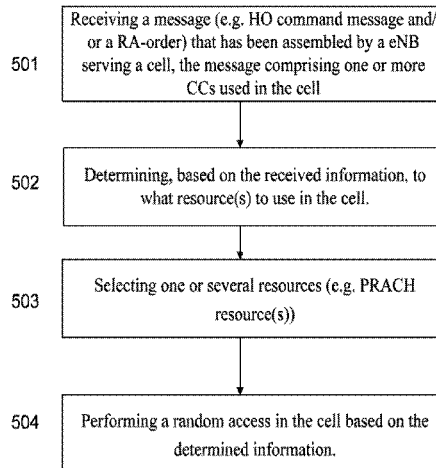 501
Receiving a message (e.g. HO command message and/
or a RA-order) that has been assembled by a eNB
serving a cell, the message comprising one or more
CCs used in the cell
502
Determining, based on the received information, to
what resource(s) to use in the cell.
503
Selecting one or several resources (e.g. PRACH
resource(s))
504
Performing a random access in the cell based on the
determined information.